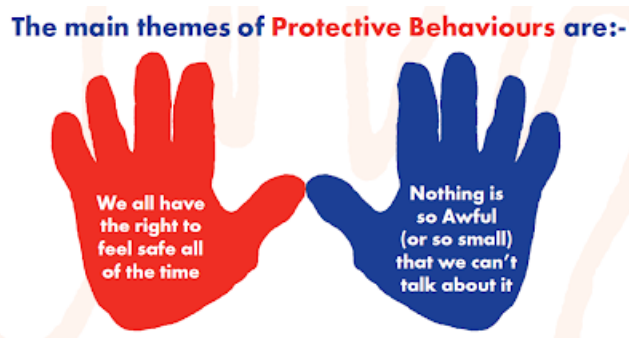 The main themes of Protective Behaviours are:-
We all have
the right to
feel safe all
of the time
Nothing is
so Awful
(or so small)
that we can't
talk about it